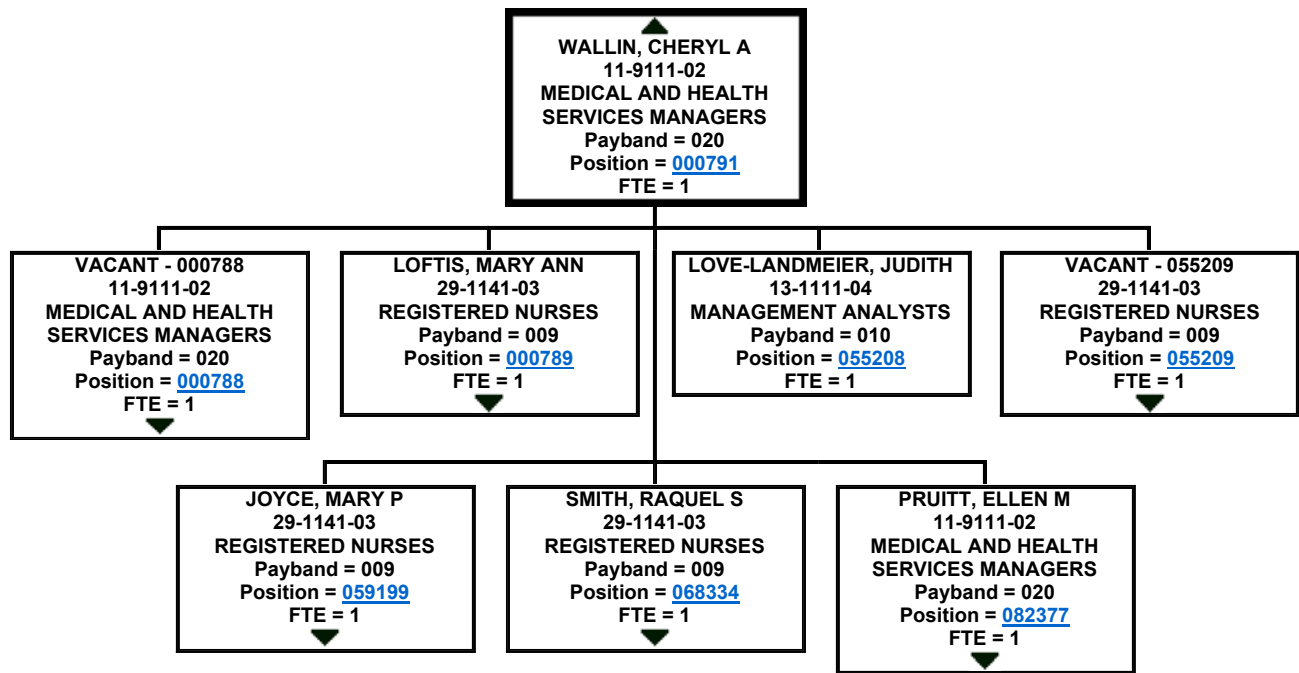 WALLIN, CHERYL A
11-9111-02
MEDICAL AND HEALTH
SERVICES MANAGERS
Payband = 020
Position = 000791
FTE = 1
VACANT - 000788
11-9111-02
MEDICAL AND HEALTH
SERVICES MANAGERS
Payband = 020
Position = 000788
FTE = 1
LOFTIS, MARY ANN
29-1141-03
REGISTERED NURSES
Payband = 009
Position = 000789
FTE = 1
LOVE-LANDMEIER, JUDITH
13-1111-04
MANAGEMENT ANALYSTS
Payband = 010
Position = 055208
FTE = 1
VACANT - 055209
29-1141-03
REGISTERED NURSES
Payband = 009
Position = 055209
FTE = 1
JOYCE, MARY P
29-1141-03
REGISTERED NURSES
Payband = 009
Position = 059199
FTE = 1
SMITH, RAQUEL S
29-1141-03
REGISTERED NURSES
Payband = 009
Position = 068334
FTE = 1
PRUITT, ELLEN M
11-9111-02
MEDICAL AND HEALTH
SERVICES MANAGERS
Payband = 020
Position = 082377
FTE = 1